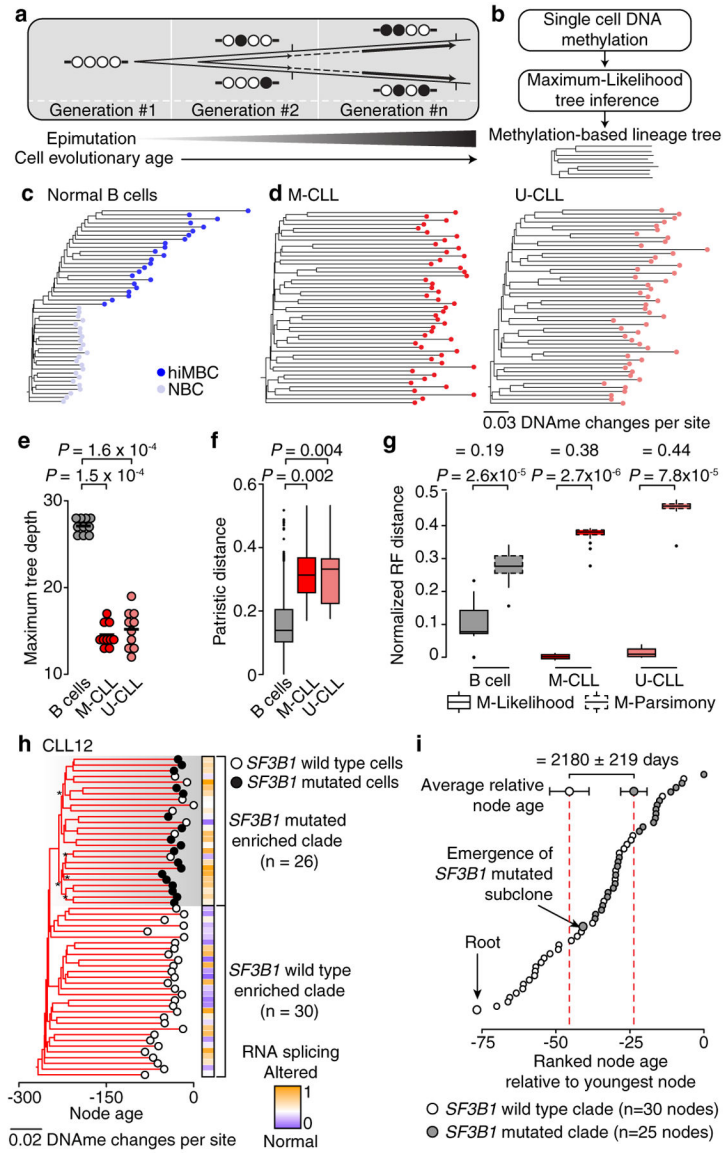 a
Generation #1
Generation #2
Generation #n
Epimutation
Cell evolutionary age
b
Single cell DNA
methylation
Maximum-Likelihood
tree inference
Methylation-based lineage tree
c
Normal B cells
hiMBC
NBC
d
M-CLL
U-CLL
0.03 DNAme changes per site
e
P = 1.6 x 10-4
P = 1.5 x 10-4
Maximum tree depth
30
20
10
B cells
M-CLL
U-CLL
f
P = 0.004
P = 0.002
Patristic distance
0.6
0.4
0.2
0
B cells
M-CLL
U-CLL
g
= 0.19
= 0.38
= 0.44
P = 2.6x10-5
P = 2.7x10-6
P = 7.8x10-5
Normalized RF distance
0.5
0.4
0.3
0.2
0.1
0
B cell
M-CLL
U-CLL
M-Likelihood
M-Parsimony
h
CLL12
SF3B1 wild type cells
SF3B1 mutated cells
SF3B1 mutated
enriched clade
(n = 26)
SF3B1 wild type
enriched clade
(n = 30)
RNA splicing
Altered
1
0
Normal
-300
-150
0
Node age
0.02 DNAme changes per site
i
= 2180 ± 219 days
Average relative
node age
Emergence of
SF3B1 mutated
subclone
Root
-75
-50
-25
0
Ranked node age
relative to youngest node
SF3B1 wild type clade (n=30 nodes)
SF3B1 mutated clade (n=25 nodes)